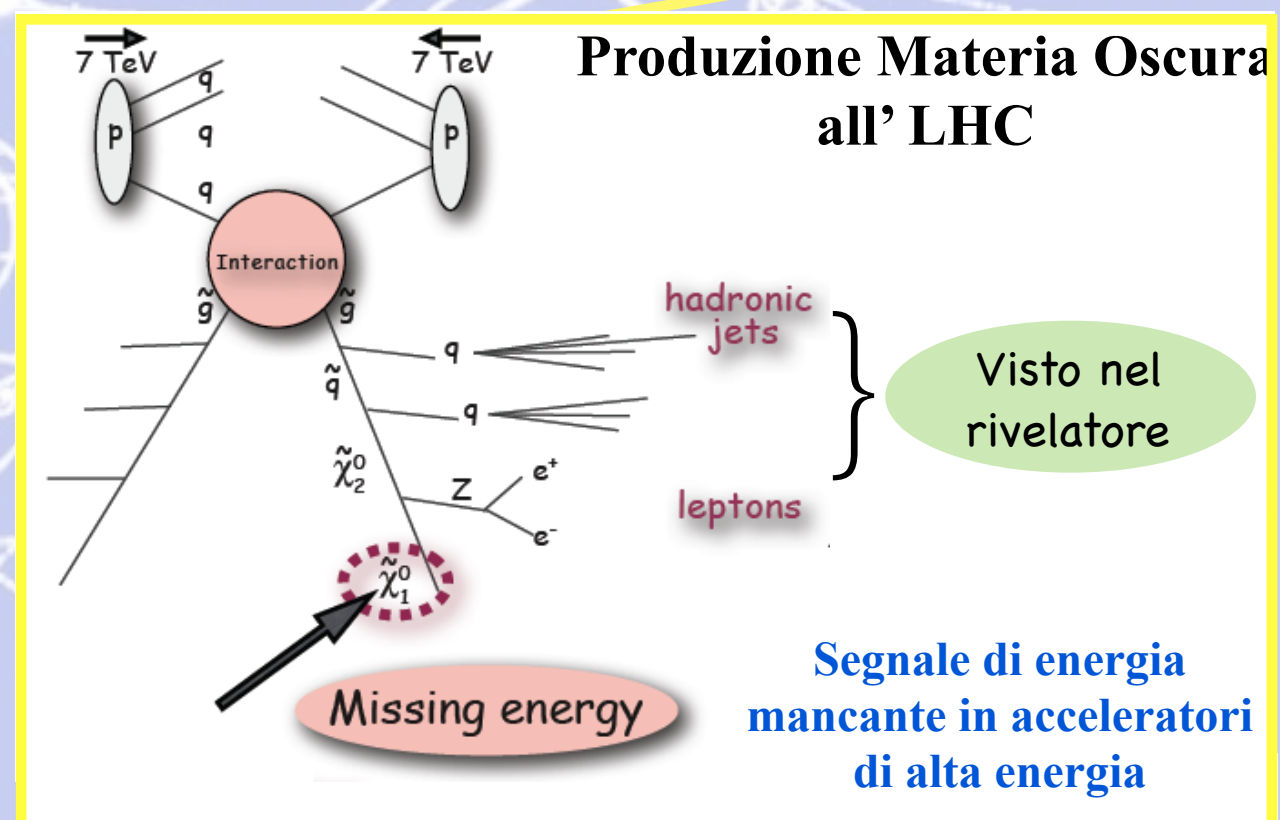 Produzione Materia Oscura
all’ LHC
7 TeV
7 TeV
p
p
q
q
q
Interaction
g̃
g̃
q̃
q
q
hadronic
jets
Visto nel
rivelatore
χ̃⁰₂
Z
e⁺
e⁻
leptons
χ̃⁰₁
Missing energy
Segnale di energia
mancante in acceleratori
di alta energia